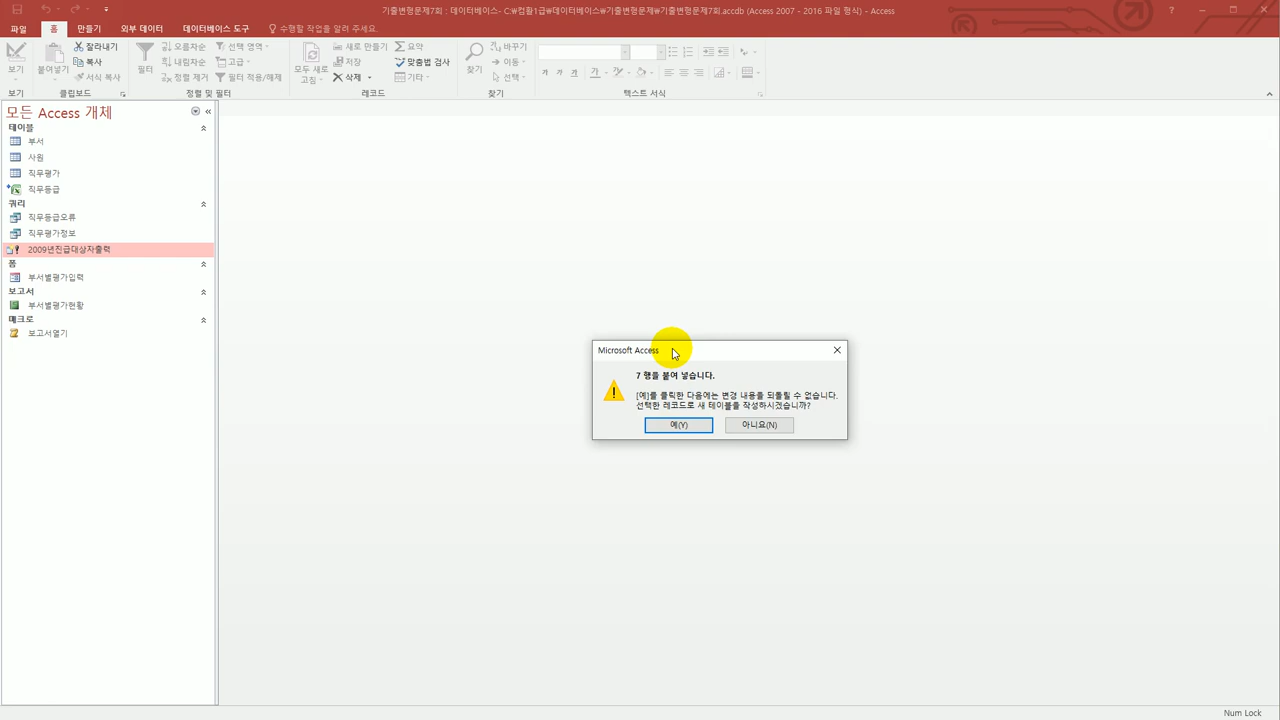 기출변형문제7회 : 데이터베이스- C:₩컴활1급₩데이터베이스₩기출변형문제₩기출변형문제7회.accdb (Access 2007 - 2016 파일 형식) - Access
파일 홈 만들기 외부 데이터 데이터베이스 도구 수행할 작업을 알려 주세요.
잘라내기 오름차순 선택 영역 새로 만들기 요약 바꾸기
보기 붙여넣기 복사 필터 내림차순 고급 모두 새로 고침 저장 맞춤법 검사 찾기 이동
서식 복사 정렬 제거 필터 적용/해제 삭제 기타 선택
가 가 가 가
보기 클립보드 정렬 및 필터 레코드 찾기 텍스트 서식
모든 Access 개체
테이블
부서
사원
직무평가
직무등급
쿼리
직무등급오류
직무평가정보
2009년진급대상자출력
폼
부서별평가입력
보고서
부서별평가현황
매크로
보고서열기
Microsoft Access
7 행을 붙여 넣습니다.
[예]를 클릭한 다음에는 변경 내용을 되돌릴 수 없습니다.
선택한 레코드로 새 테이블을 작성하시겠습니까?
예(Y) 아니요(N)
Num Lock